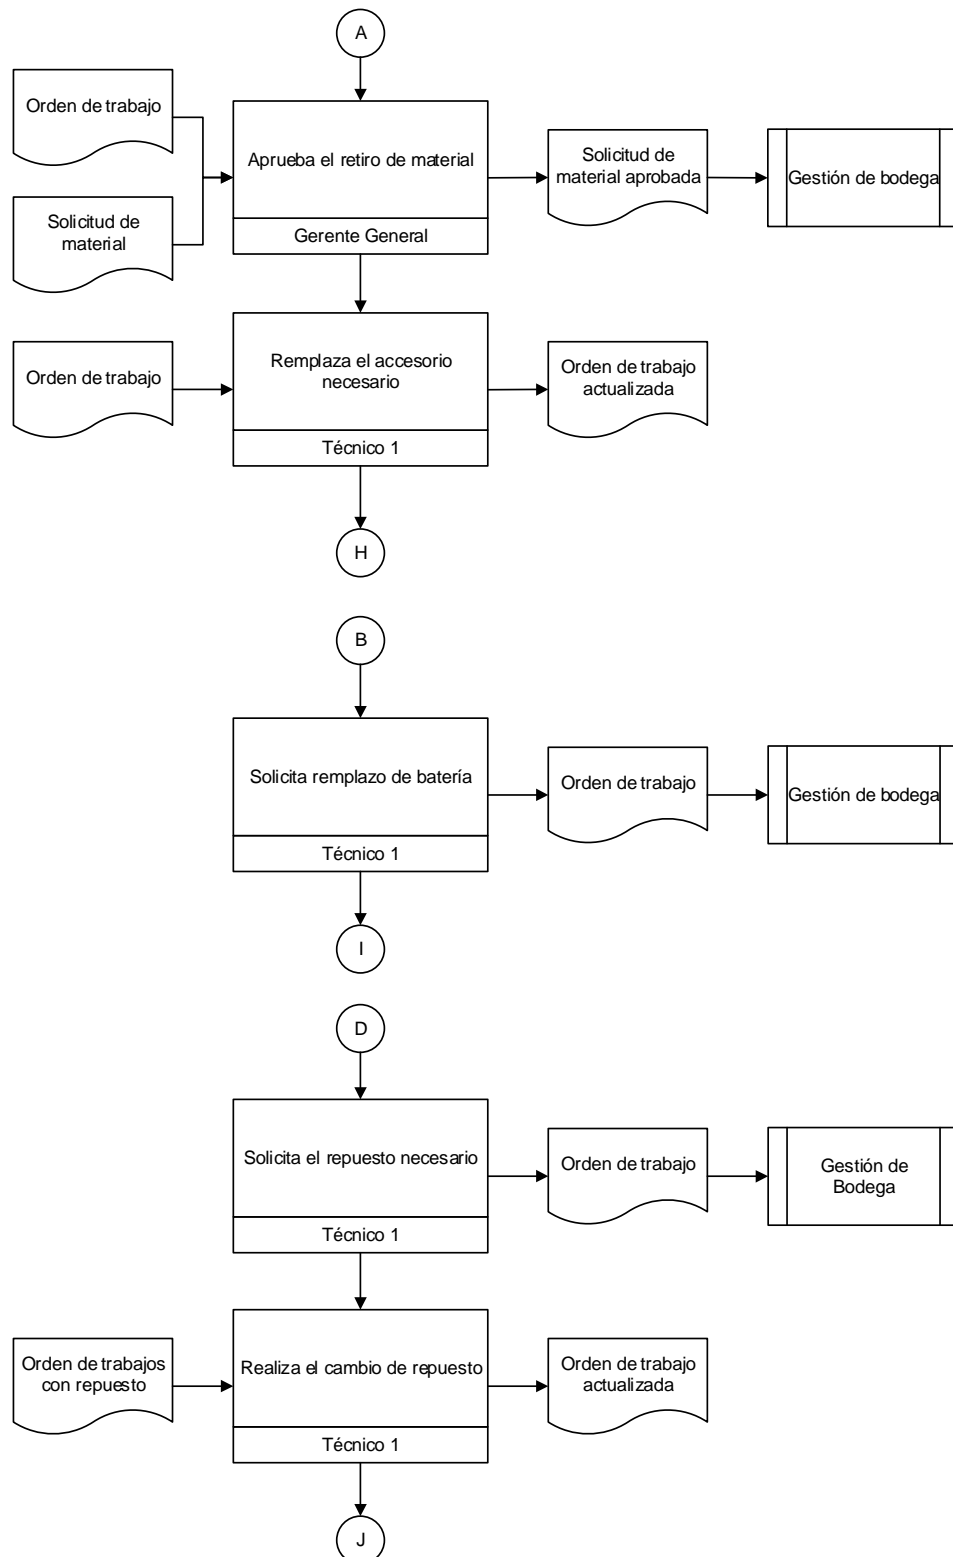 A
Orden de trabajo
Aprueba el retiro de material
Gerente General
Solicitud de
material aprobada
Gestión de bodega
Solicitud de
material
Orden de trabajo
Remplaza el accesorio
necesario
Técnico 1
Orden de trabajo
actualizada
H
B
Solicita remplazo de batería
Técnico 1
Orden de trabajo
Gestión de bodega
I
D
Solicita el repuesto necesario
Técnico 1
Orden de trabajo
Gestión de
Bodega
Orden de trabajos
con repuesto
Realiza el cambio de repuesto
Técnico 1
Orden de trabajo
actualizada
J